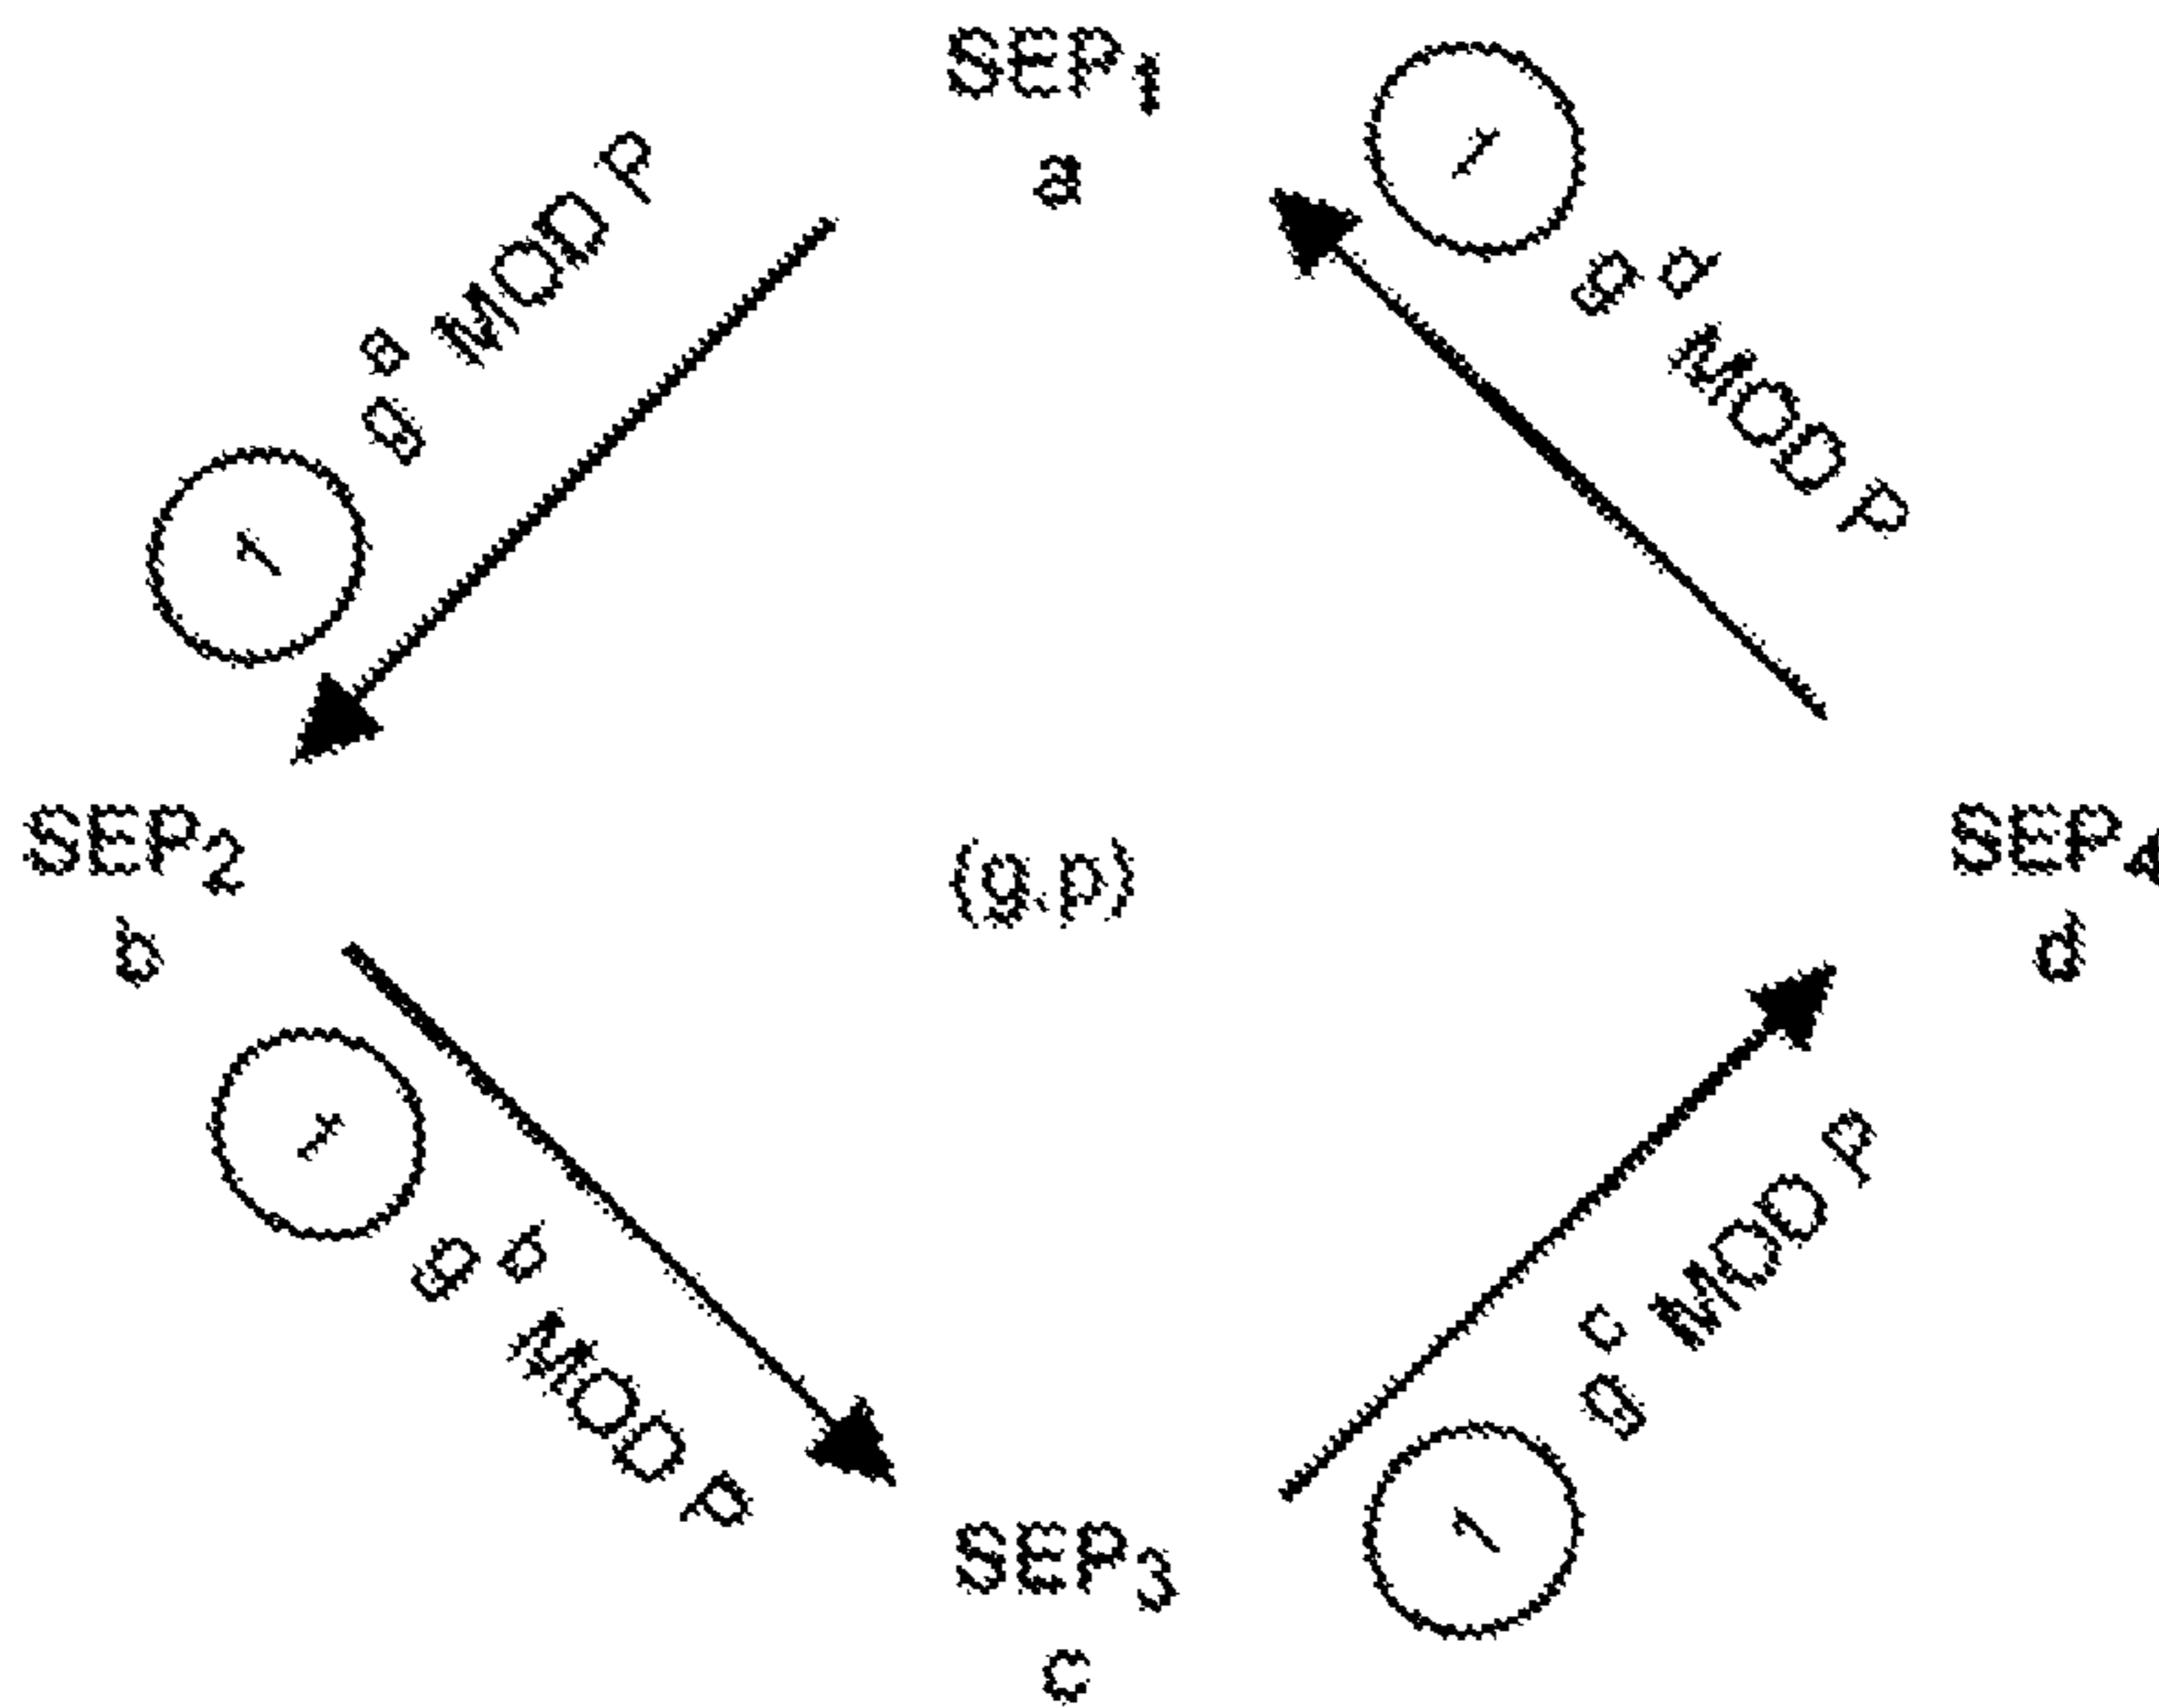 SEP1
a
1
g^a MOD P
1
g^d MOD P
SEP2
b
(g.p)
SEP4
d
1
g^b MOD P
1
g^c MOD P
SEP3
c